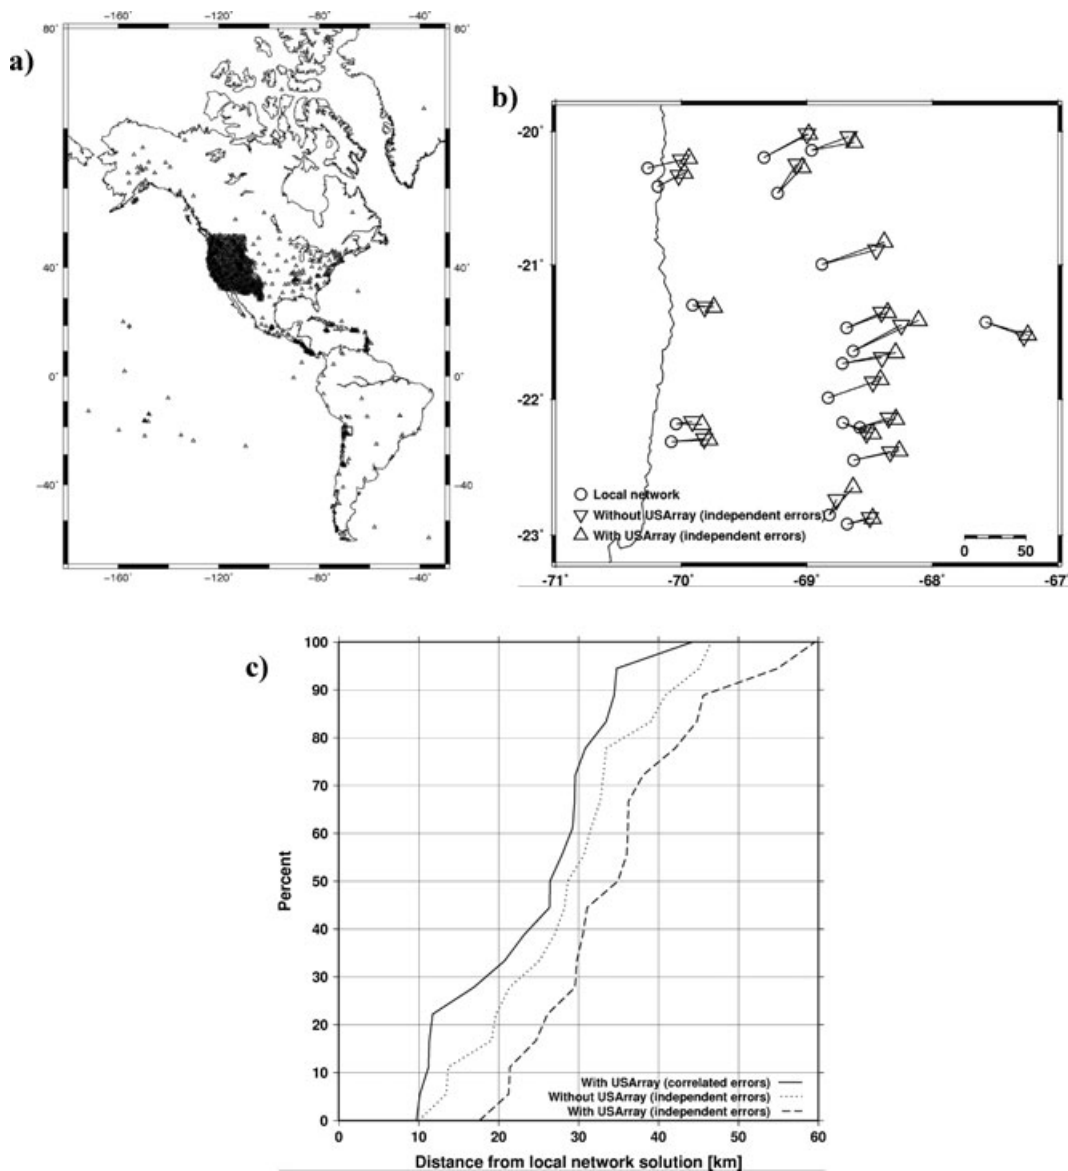 a)
−160˚ −120˚ −80˚ −40˚
80˚ 80˚
40˚ 40˚
0˚ 0˚
−40˚ −40˚
−160˚ −120˚ −80˚ −40˚
b)
-20˚
-21˚
-22˚
-23˚
Local network
Without USArray (independent errors)
With USArray (independent errors)
0 50
-71˚ -70˚ -69˚ -68˚ -67˚
c)
100
90
80
70
60
50
40
30
20
10
0
Percent
With USArray (correlated errors)
Without USArray (independent errors)
With USArray (independent errors)
0 10 20 30 40 50 60
Distance from local network solution [km]